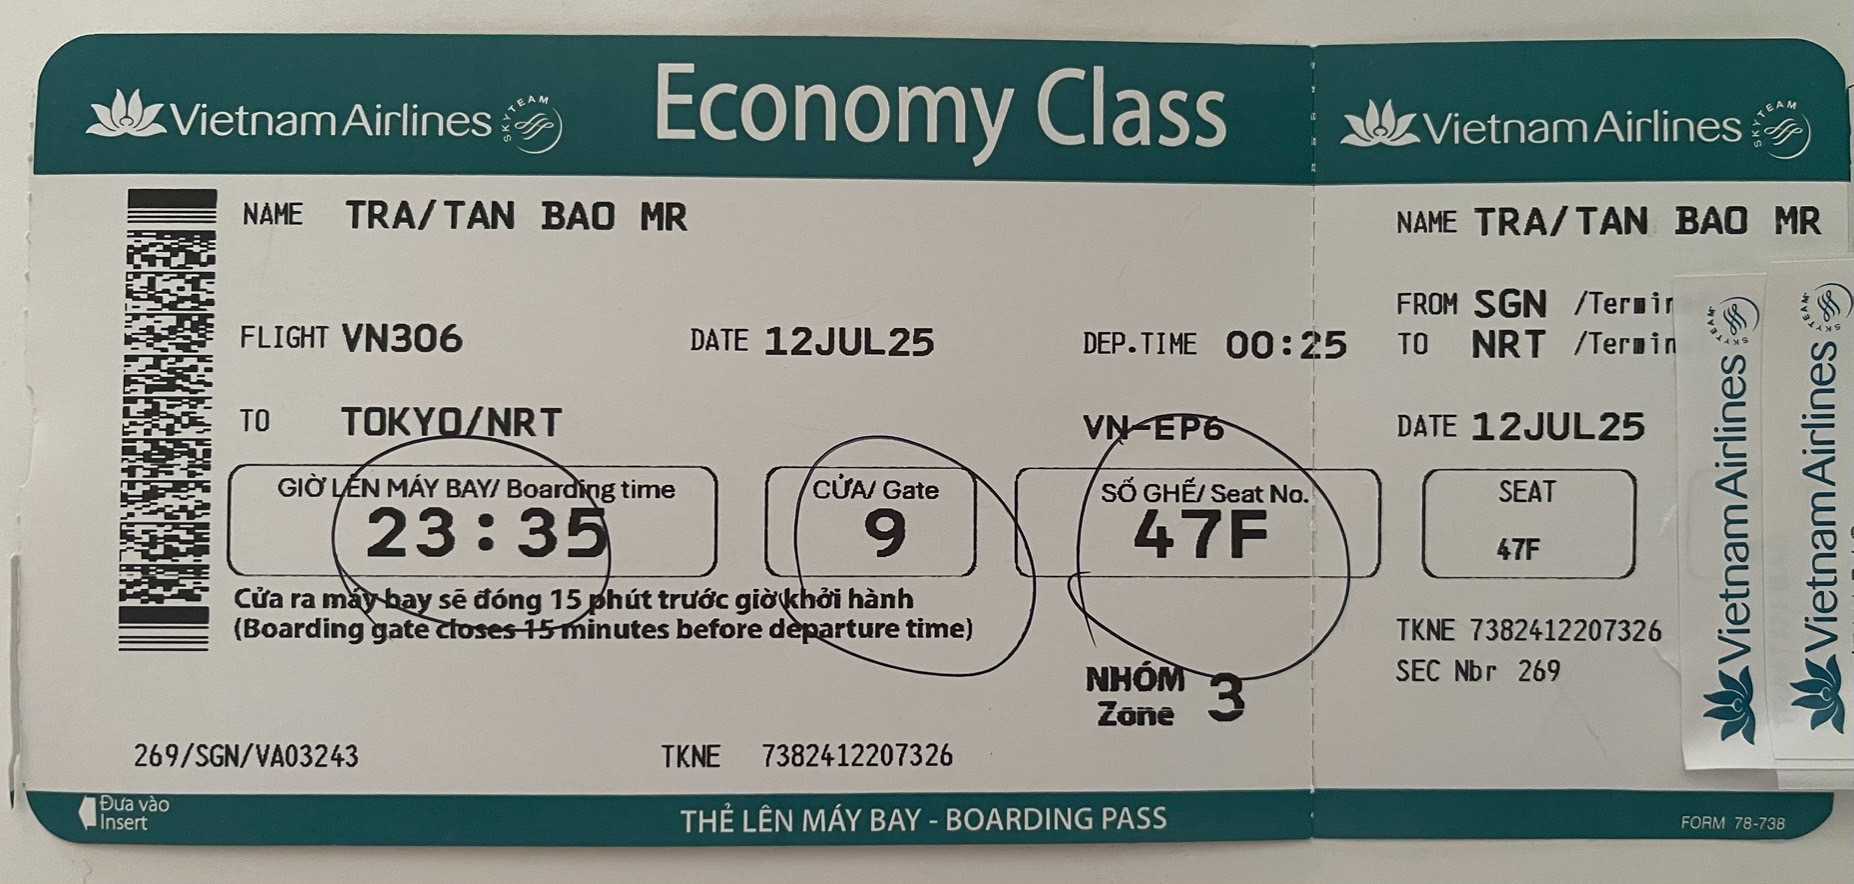 Vietnam Airlines SKYTEAM Economy Class Vietnam Airlines SKYTEAM
NAME TRA/TAN BAO MR
FLIGHT VN306 DATE 12JUL25 DEP.TIME 00:25
TO TOKYO/NRT VN-EP6
GIỜ LÊN MÁY BAY/ Boarding time
23:35
CỬA/ Gate
9
SỐ GHẾ/ Seat No.
47F
Cửa ra máy bay sẽ đóng 15 phút trước giờ khởi hành
(Boarding gate closes 15 minutes before departure time)
NHÓM
Zone 3
269/SGN/VA03243 TKNE 7382412207326
Đưa vào
Insert
THẺ LÊN MÁY BAY - BOARDING PASS
NAME TRA/TAN BAO MR
FROM SGN /Termin
TO NRT /Termin
DATE 12JUL25
SEAT
47F
TKNE 7382412207326
SEC Nbr 269
FORM 78-738
Vietnam Airlines SKYTEAM
Vietnam Airlines SKYTEAM